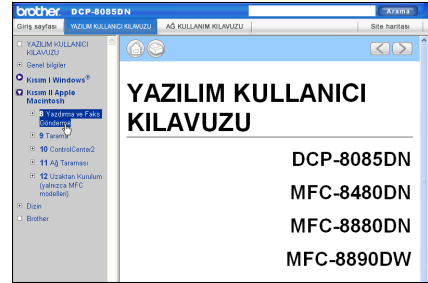 brother DCP-8085DN
Arama
Giriş sayfası YAZILIM KULLANICI KILAVUZU AĞ KULLANIM KILAVUZU Site haritası
YAZILIM KULLANICI
KILAVUZU
Genel bilgiler
Kısım I Windows®
Kısım II Apple
Macintosh
8 Yazdırma ve Faks
Gönderme
9 Tarama
10 ControlCenter2
11 Ağ Taraması
12 Uzaktan Kurulum
(yalnızca MFC
modelleri)
Dizin
Brother
YAZILIM KULLANICI
KILAVUZU
DCP-8085DN
MFC-8480DN
MFC-8880DN
MFC-8890DW